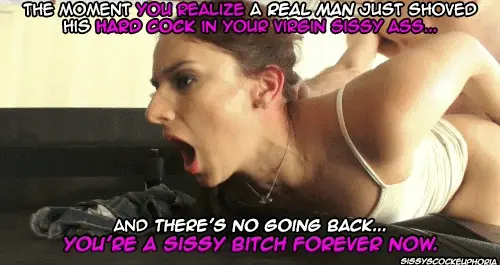 THE MOMENT YOU REALIZE A REAL MAN JUST SHOVED
HIS HARD COCK IN YOUR VIRGIN SISSY ASS...
AND THERE'S NO GOING BACK...
YOU'RE A SISSY BITCH FOREVER NOW.
SISSYSCOCKEUPHORIA